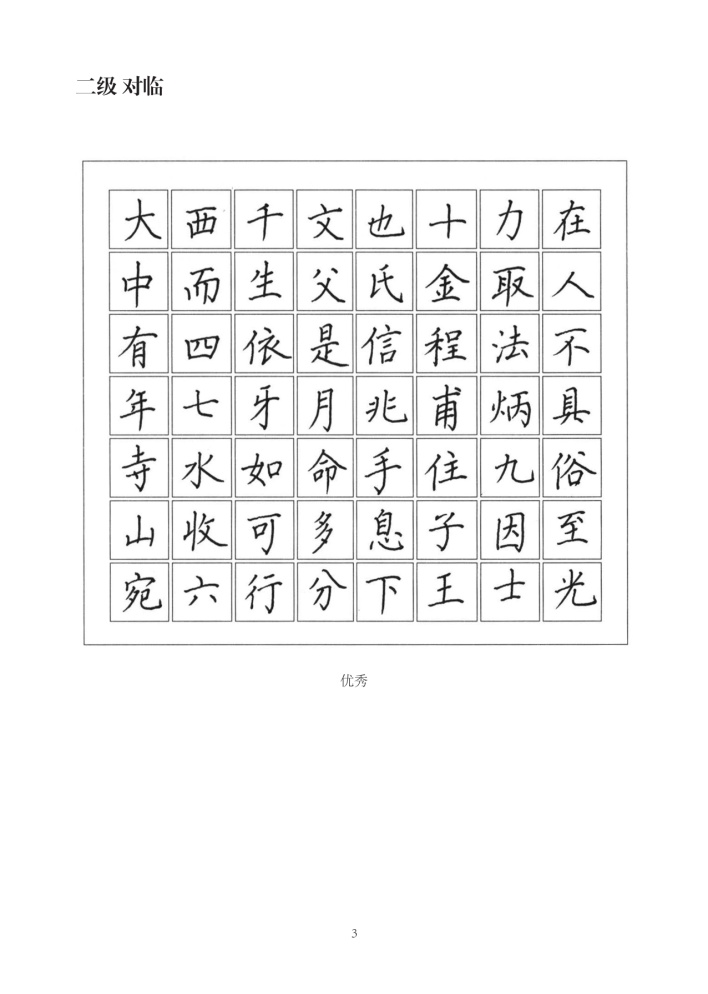 二级 对临
大西千文也十力在
中而生父氏金取人
有四依是信程法不
年七牙月兆甫炳具
寺水如命手住九俗
山收可多息子因至
宛六行分下王士光
优秀
3